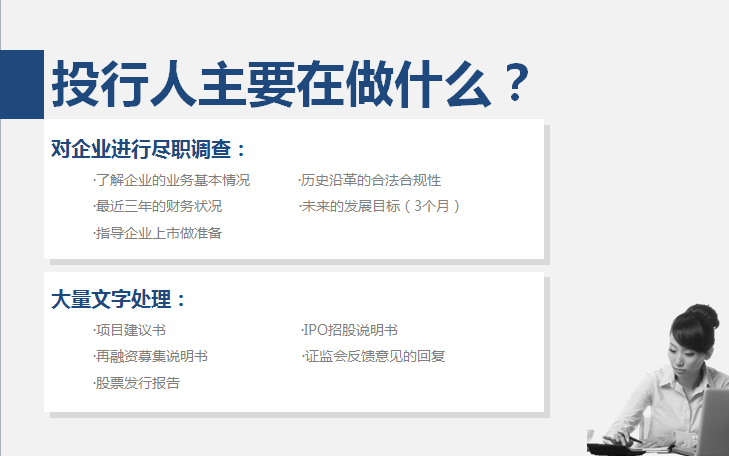 投行人主要在做什么？
对企业进行尽职调查：
·了解企业的业务基本情况 ·历史沿革的合法合规性
·最近三年的财务状况 ·未来的发展目标（3个月）
·指导企业上市做准备
大量文字处理：
·项目建议书 ·IPO招股说明书
·再融资募集说明书 ·证监会反馈意见的回复
·股票发行报告